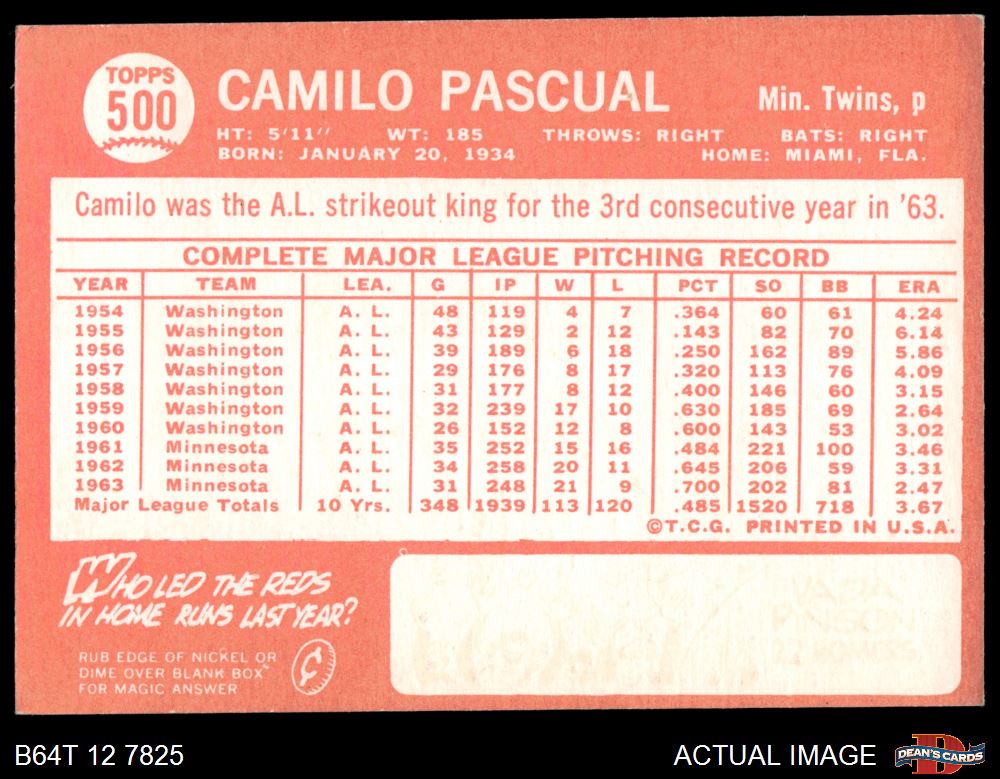 TOPPS
500
CAMILO PASCUAL
Min. Twins, p
HT: 5'11" WT: 185 THROWS: RIGHT BATS: RIGHT
BORN: JANUARY 20, 1934 HOME: MIAMI, FLA.
Camilo was the A.L. strikeout king for the 3rd consecutive year in '63.
COMPLETE MAJOR LEAGUE PITCHING RECORD
YEAR TEAM LEA. G IP W L PCT SO BB ERA
1954 Washington A. L. 48 119 4 7 .364 60 61 4.24
1955 Washington A. L. 43 129 2 12 .143 82 70 6.14
1956 Washington A. L. 39 189 6 18 .250 162 89 5.86
1957 Washington A. L. 29 176 8 17 .320 113 76 4.09
1958 Washington A. L. 31 177 8 12 .400 146 60 3.15
1959 Washington A. L. 32 239 17 10 .630 185 69 2.64
1960 Washington A. L. 26 152 12 8 .600 143 53 3.02
1961 Minnesota A. L. 35 252 15 16 .484 221 100 3.46
1962 Minnesota A. L. 34 258 20 11 .645 206 59 3.31
1963 Minnesota A. L. 31 248 21 9 .700 202 81 2.47
Major League Totals 10 Yrs. 348 1939 113 120 .485 1520 718 3.67
©T.C.G. PRINTED IN U.S.A.
WHO LED THE REDS
IN HOME RUNS LAST YEAR?
RUB EDGE OF NICKEL OR
DIME OVER BLANK BOX
FOR MAGIC ANSWER
VADA
PINSON
22 HOMERS
B64T 12 7825
ACTUAL IMAGE
DEAN'S CARDS